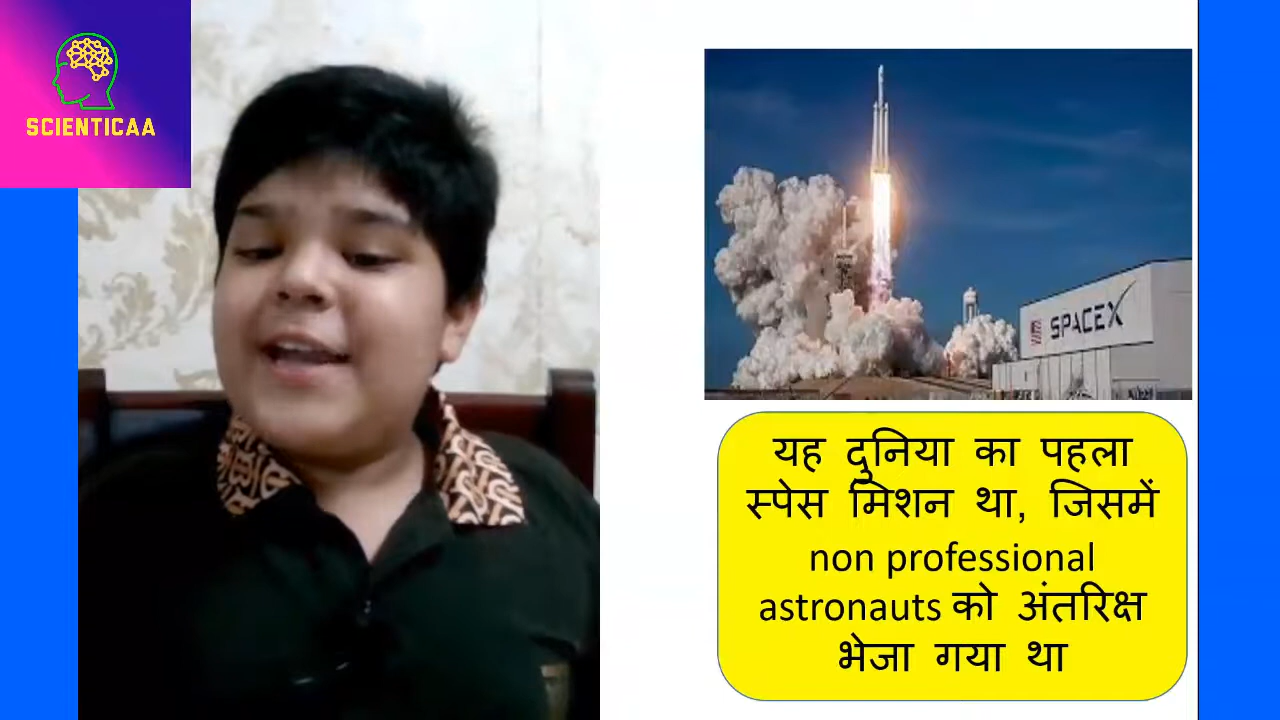 SCIENTICAA
SPACEX
यह दुनिया का पहला
स्पेस मिशन था, जिसमें
non professional
astronauts को अंतरिक्ष
भेजा गया था